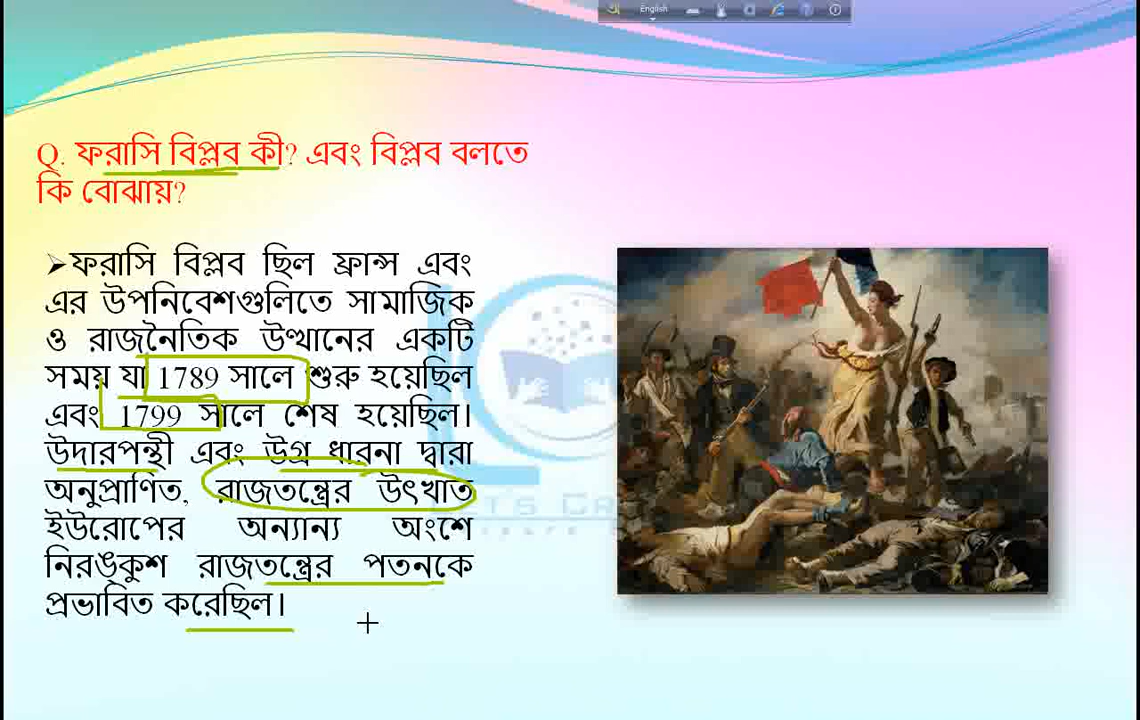 English
Q. ফরাসি বিপ্লব কী? এবং বিপ্লব বলতে
কি বোঝায়?
➢ফরাসি বিপ্লব ছিল ফ্রান্স এবং
এর উপনিবেশগুলিতে সামাজিক
ও রাজনৈতিক উত্থানের একটি
সময় যা 1789 সালে শুরু হয়েছিল
এবং 1799 সালে শেষ হয়েছিল।
উদারপন্থী এবং উগ্র ধারনা দ্বারা
অনুপ্রাণিত, রাজতন্ত্রের উৎখাত
ইউরোপের অন্যান্য অংশে
নিরঙ্কুশ রাজতন্ত্রের পতনকে
প্রভাবিত করেছিল।